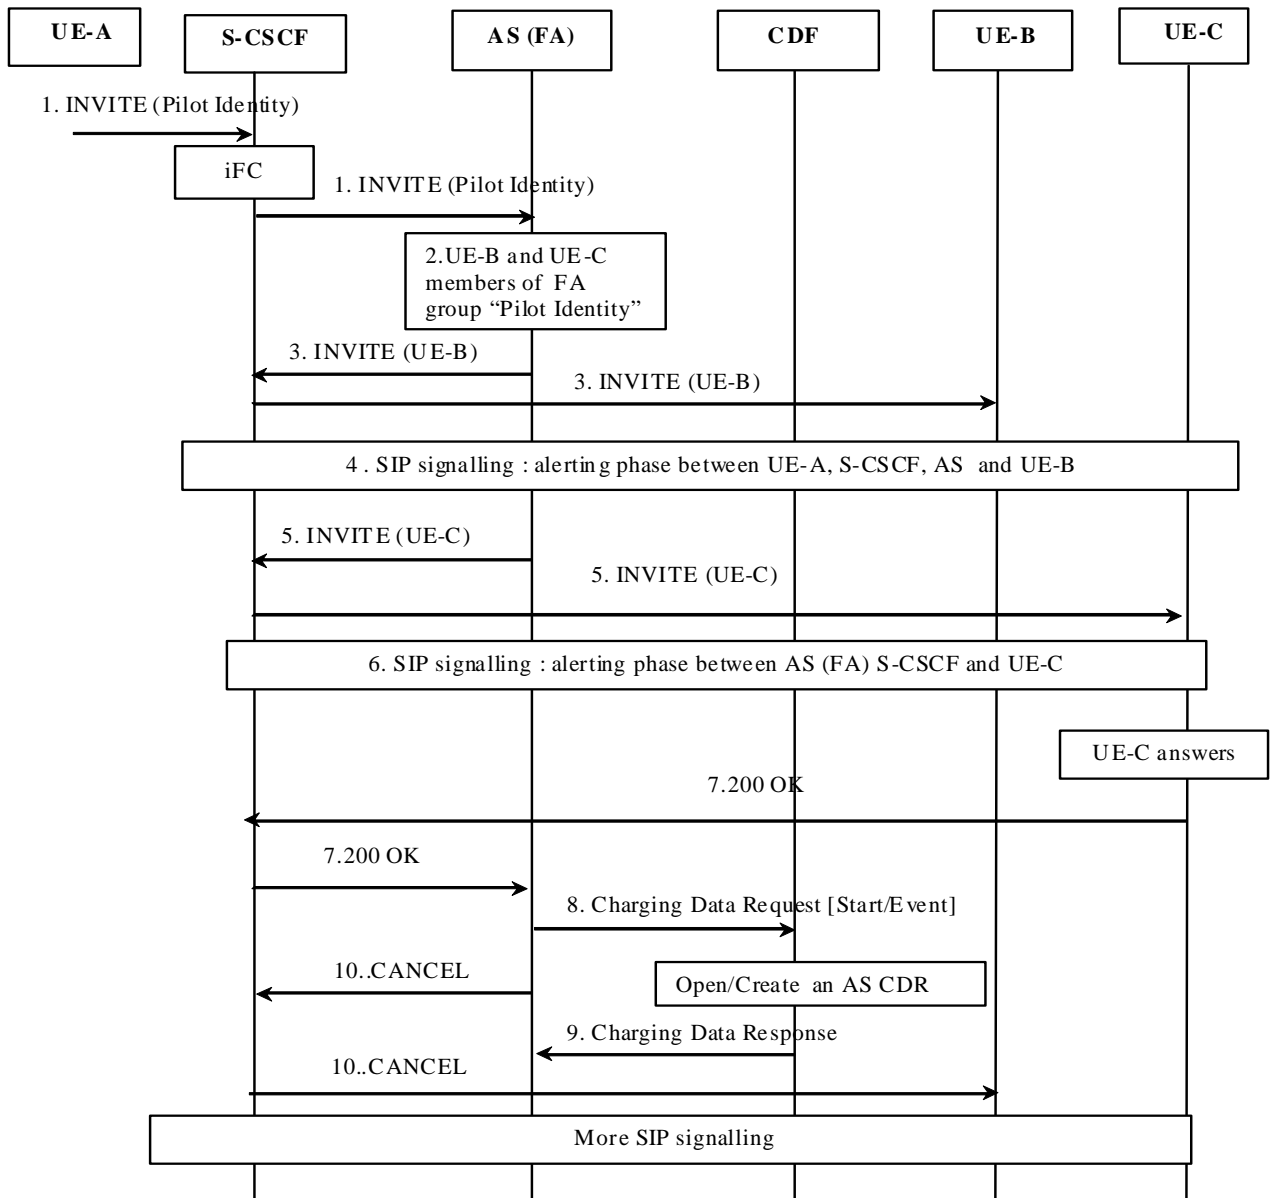 UE-A
S-CSCF
AS (FA)
CDF
UE-B
UE-C
1. INVITE (Pilot Identity)
iFC
1. INVITE (Pilot Identity)
2.UE-B and UE-C
members of FA
group “Pilot Identity”
3. INVITE (UE-B)
3. INVITE (UE-B)
4 . SIP signalling : alerting phase between UE-A, S-CSCF, AS and UE-B
5. INVITE (UE-C)
5. INVITE (UE-C)
6. SIP signalling : alerting phase between AS (FA) S-CSCF and UE-C
UE-C answers
7.200 OK
7.200 OK
8. Charging Data Request [Start/Event]
10..CANCEL
Open/Create an AS CDR
9. Charging Data Response
10..CANCEL
More SIP signalling